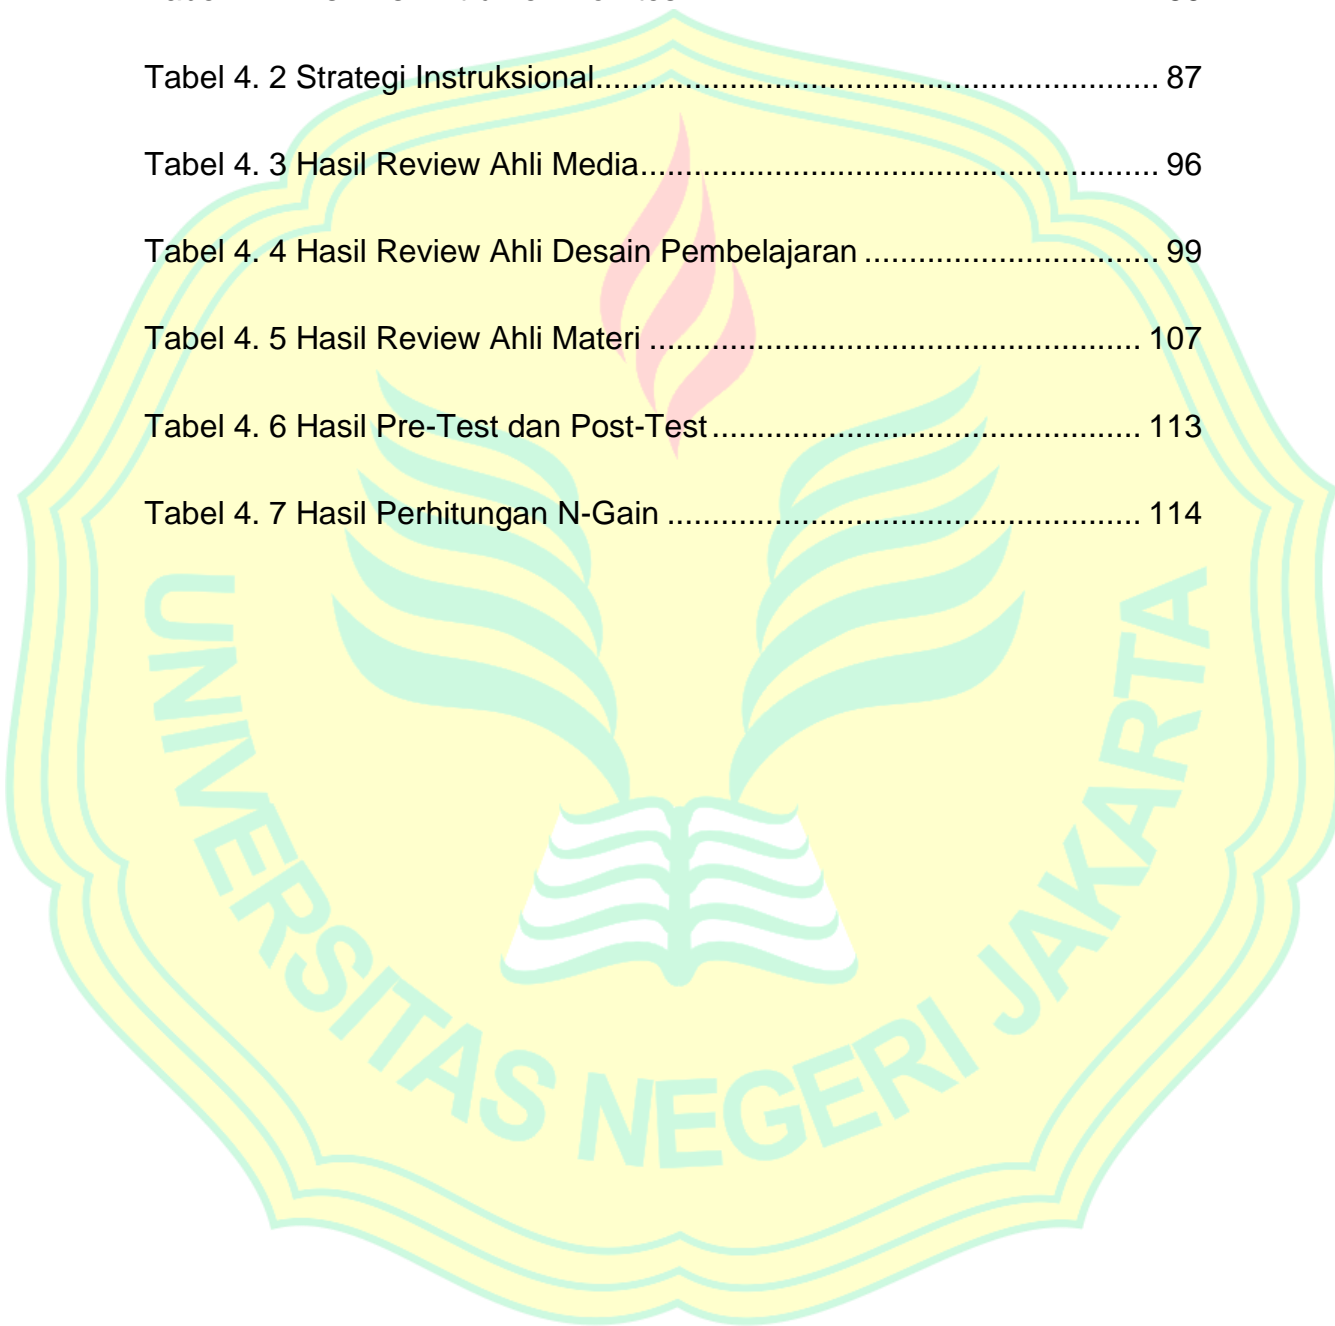 Tabel 4. 2 Strategi Instruksional............................................................... 87
Tabel 4. 3 Hasil Review Ahli Media.......................................................... 96
Tabel 4. 4 Hasil Review Ahli Desain Pembelajaran ................................. 99
Tabel 4. 5 Hasil Review Ahli Materi ....................................................... 107
Tabel 4. 6 Hasil Pre-Test dan Post-Test ................................................ 113
Tabel 4. 7 Hasil Perhitungan N-Gain ..................................................... 114
UNIVERSITAS NEGERI JAKARTA